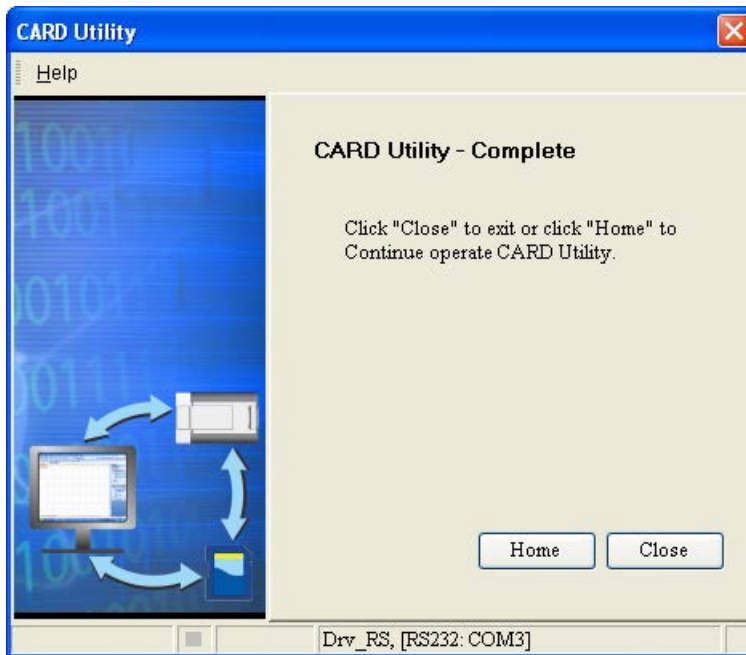 CARD Utility
Help
CARD Utility - Complete
Click "Close" to exit or click "Home" to
Continue operate CARD Utility.
Home
Close
Drv_RS, [RS232: COM3]